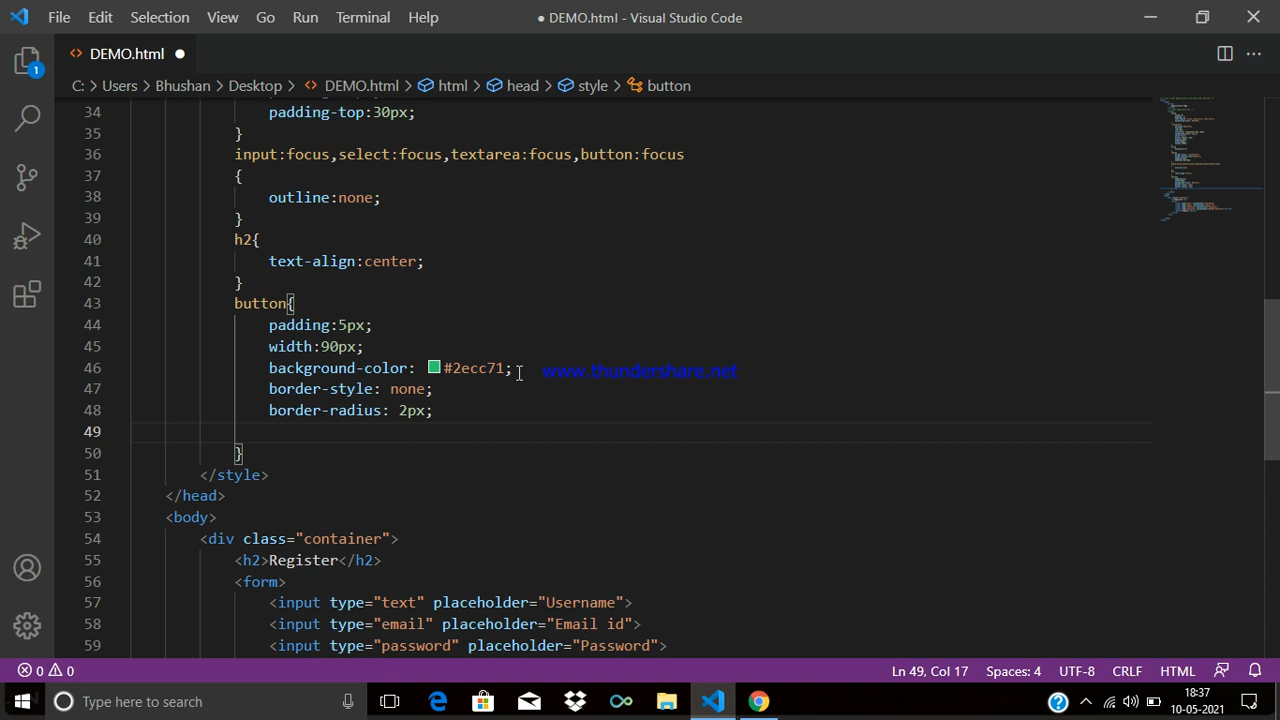 File Edit Selection View Go Run Terminal Help
● DEMO.html - Visual Studio Code
DEMO.html ●
C: > Users > Bhushan > Desktop > DEMO.html > html > head > style > button
1
34 padding-top:30px;
35 }
36 input:focus,select:focus,textarea:focus,button:focus
37 {
38 outline:none;
39 }
40 h2{
41 text-align:center;
42 }
43 button{
44 padding:5px;
45 width:90px;
46 background-color: #2ecc71;
www.thundershare.net
47 border-style: none;
48 border-radius: 2px;
49
50 }
51 </style>
52 </head>
53 <body>
54 <div class="container">
55 <h2>Register</h2>
56 <form>
57 <input type="text" placeholder="Username">
58 <input type="email" placeholder="Email id">
59 <input type="password" placeholder="Password">
0 0
Ln 49, Col 17 Spaces: 4 UTF-8 CRLF HTML
Type here to search
18:37
10-05-2021